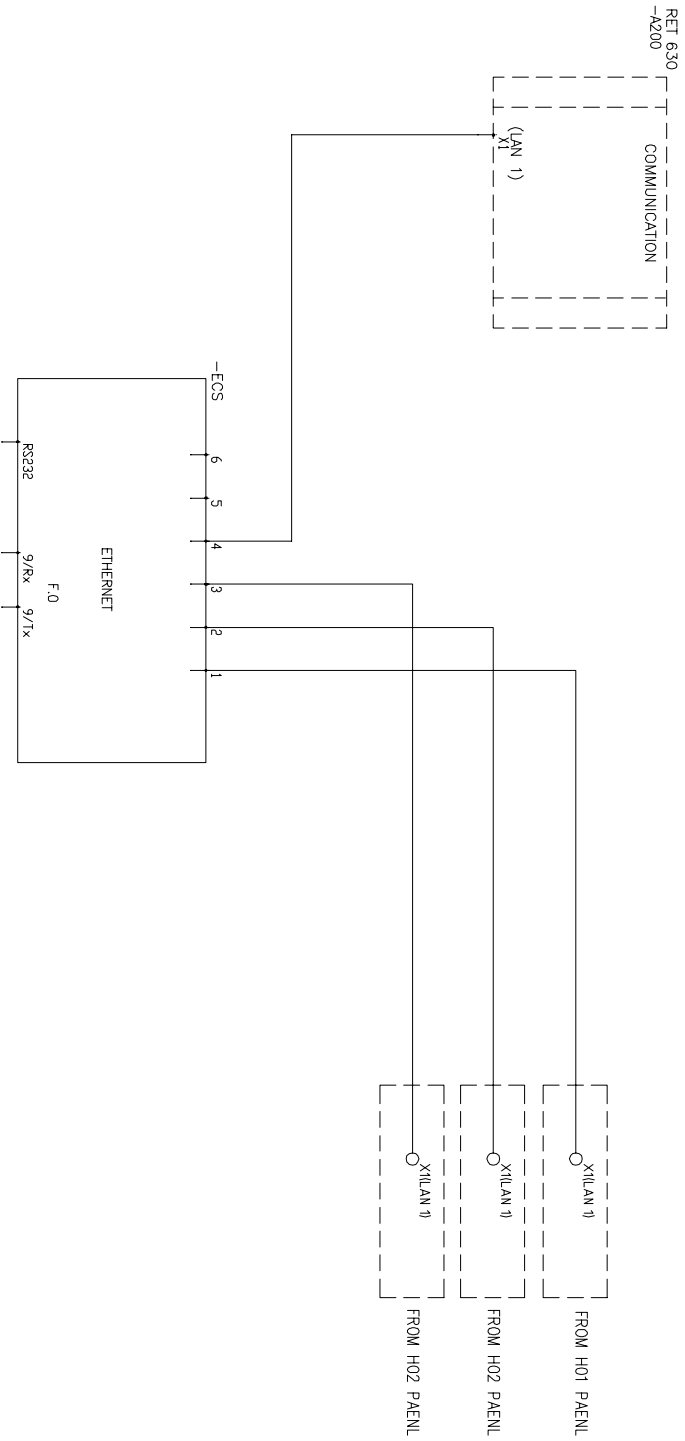 RET 630
-A200
COMMUNICATION
(LAN 1)
X1
-ECS
6
5
4
3
2
1
ETHERNET
F.O
RS232
9/Rx
9/Tx
X1(LAN 1)
FROM H01 PAENL
X1(LAN 1)
FROM H02 PAENL
X1(LAN 1)
FROM H02 PAENL